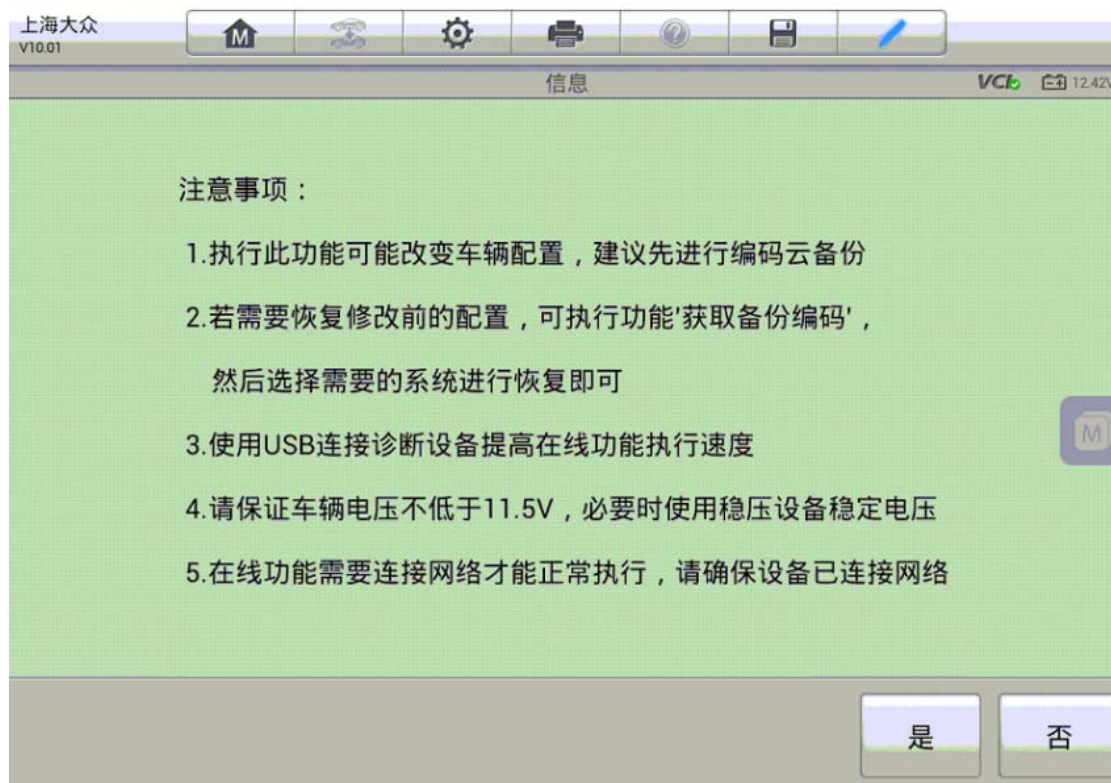 上海大众
V10.01
M
信息
VCI
12.42V
注意事项：
1.执行此功能可能改变车辆配置，建议先进行编码云备份
2.若需要恢复修改前的配置，可执行功能'获取备份编码'，
然后选择需要的系统进行恢复即可
3.使用USB连接诊断设备提高在线功能执行速度
M
4.请保证车辆电压不低于11.5V，必要时使用稳压设备稳定电压
5.在线功能需要连接网络才能正常执行，请确保设备已连接网络
是
否